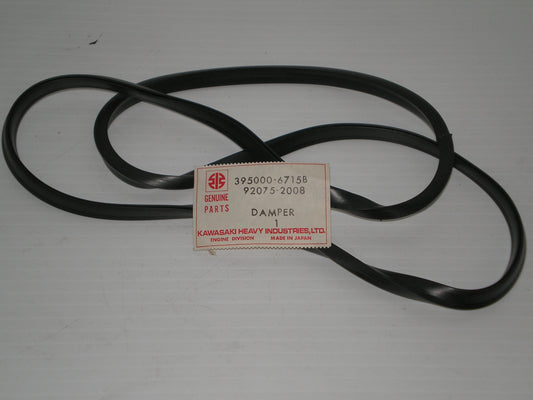 395000-6715B
92075-2008
GENUINE
PARTS
DAMPER
1
KAWASAKI HEAVY INDUSTRIES, LTD.
ENGINE DIVISION MADE IN JAPAN